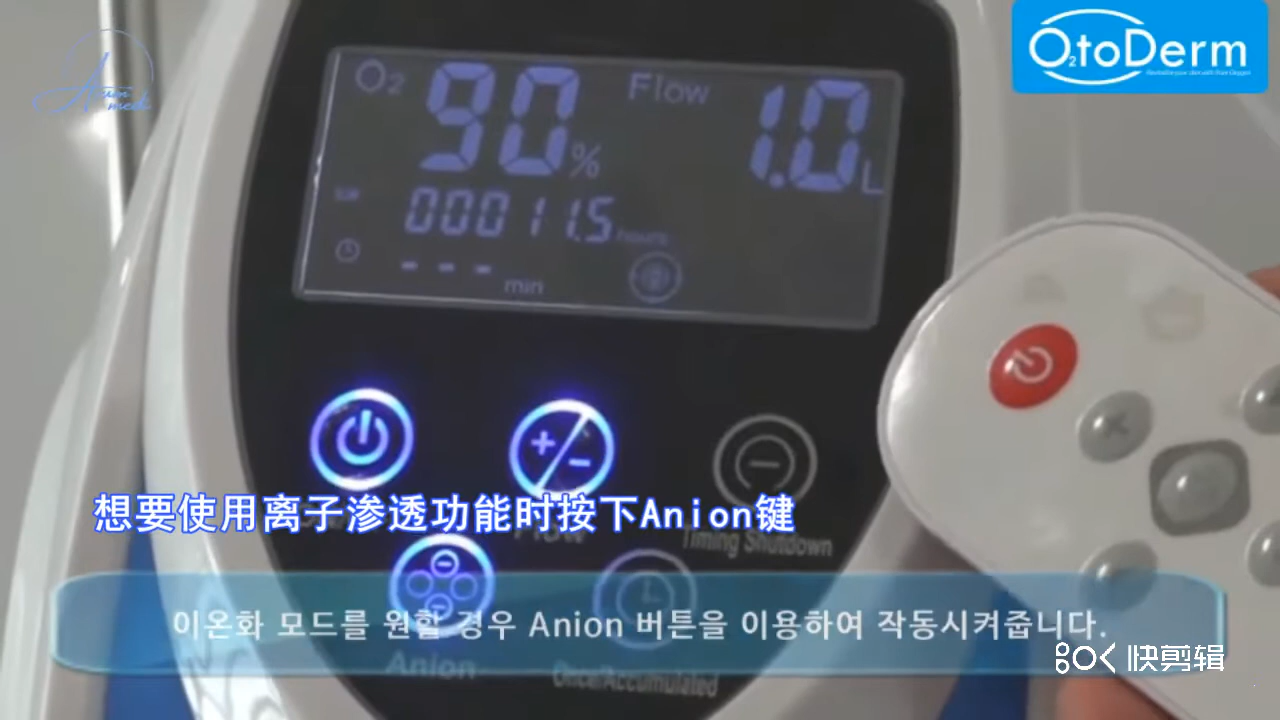 O₂toDerm
O₂ 90 % Flow 1.0 L
000011.5 hours
--- min
想要使用离子渗透功能时按下Anion键
Flow
Timing Shutdown
이온화 모드를 원할 경우 Anion 버튼을 이용하여 작동시켜줍니다.
Anion
Once/Accumulated
快剪辑